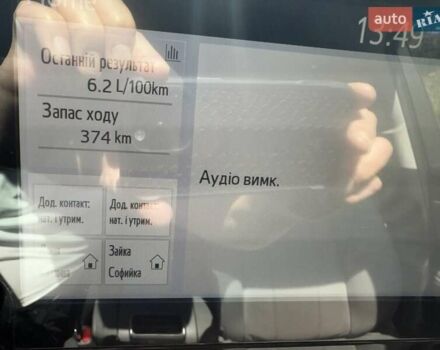 Home
13:49
auto RIA
Останній результат
6.2 L/100km
Запас ходу
374 km
Аудіо вимк.
Дод. контакт:
нат. і утрим.
Дод. контакт:
нат. і утрим.
Зайка
Софийка